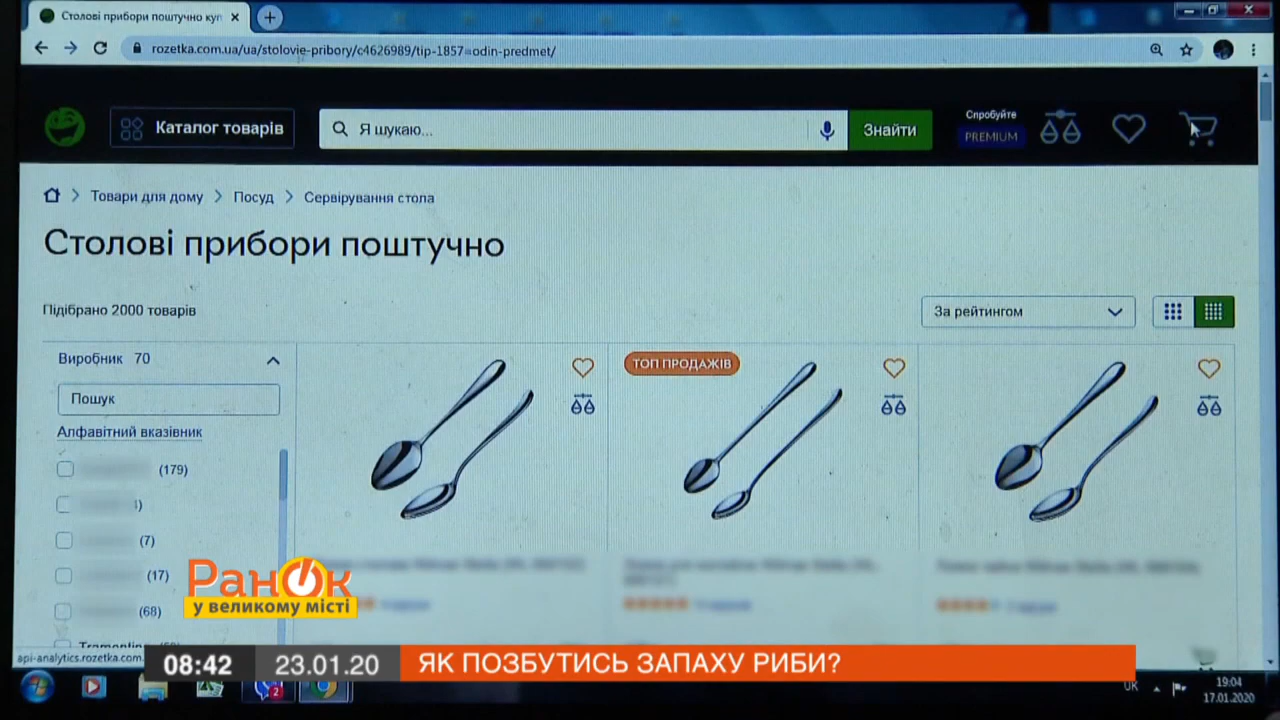 Столові прибори поштучно куп
rozetka.com.ua/ua/stolovie-pribory/c4626989/tip-1857=odin-predmet/
Каталог товарів
Я шукаю...
Знайти
Спробуйте
PREMIUM
Товари для дому
Посуд
Сервірування стола
Столові прибори поштучно
Підібрано 2000 товарів
За рейтингом
Виробник 70
Пошук
Алфавітний вказівник
(179)
(7)
(17)
(68)
ТОП ПРОДАЖІВ
РАНОК
У ВЕЛИКОМУ МІСТІ
api-analytics.rozetka.com.
08:42
23.01.20
ЯК ПОЗБУТИСЬ ЗАПАХУ РИБИ?
2
UK
19:04
17.01.2020